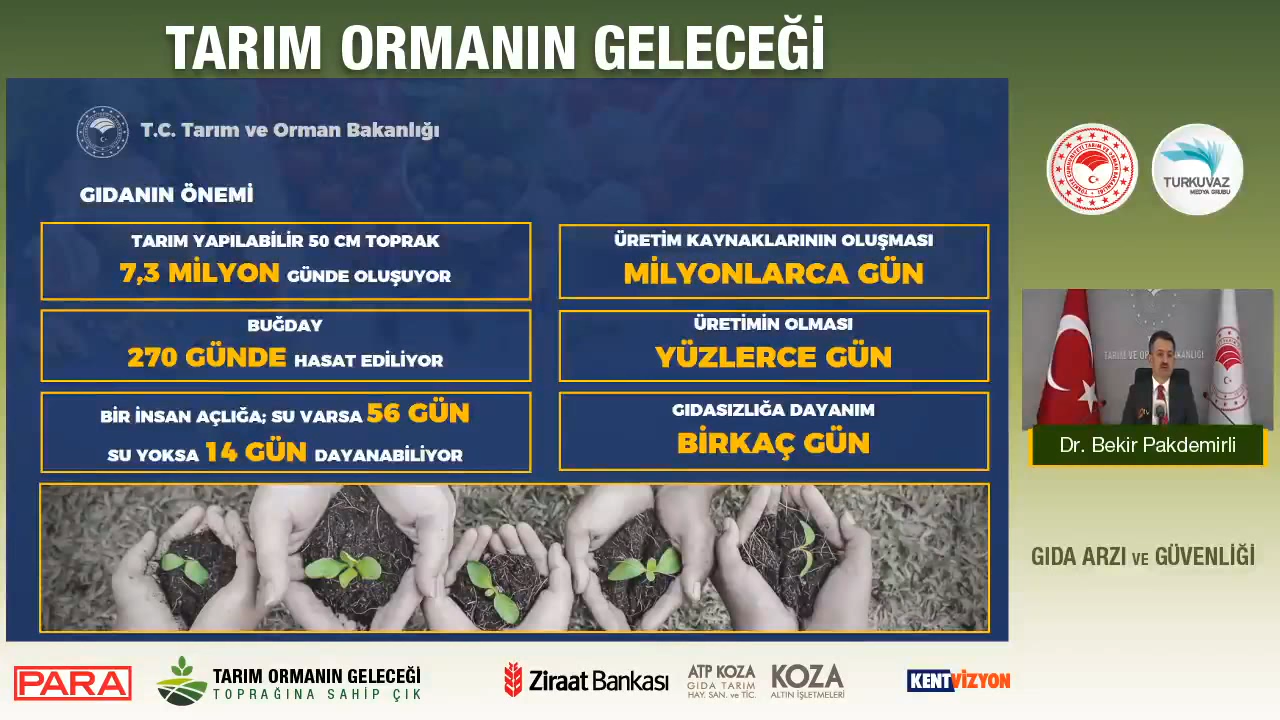 TARIM ORMANIN GELECEĞİ
T.C. Tarım ve Orman Bakanlığı
GIDANIN ÖNEMİ
TARIM YAPILABİLİR 50 CM TOPRAK
7,3 MİLYON GÜNDE OLUŞUYOR
BUĞDAY
270 GÜNDE HASAT EDİLİYOR
BİR İNSAN AÇLIĞA; SU VARSA 56 GÜN
SU YOKSA 14 GÜN DAYANABİLİYOR
ÜRETİM KAYNAKLARININ OLUŞMASI
MİLYONLARCA GÜN
ÜRETİMİN OLMASI
YÜZLERCE GÜN
GIDASIZLIĞA DAYANIM
BİRKAÇ GÜN
TURKUVAZ
MEDYA GRUBU
TARIM VE ORMAN BAKANLIĞI
Dr. Bekir Pakdemirli
GIDA ARZI VE GÜVENLİĞİ
PARA
TARIM ORMANIN GELECEĞİ
TOPRAĞINA SAHİP ÇIK
Ziraat Bankası
ATP KOZA
GIDA TARIM
HAY. SAN. ve TİC.
KOZA
ALTIN İŞLETMELERİ
KENTVİZYON